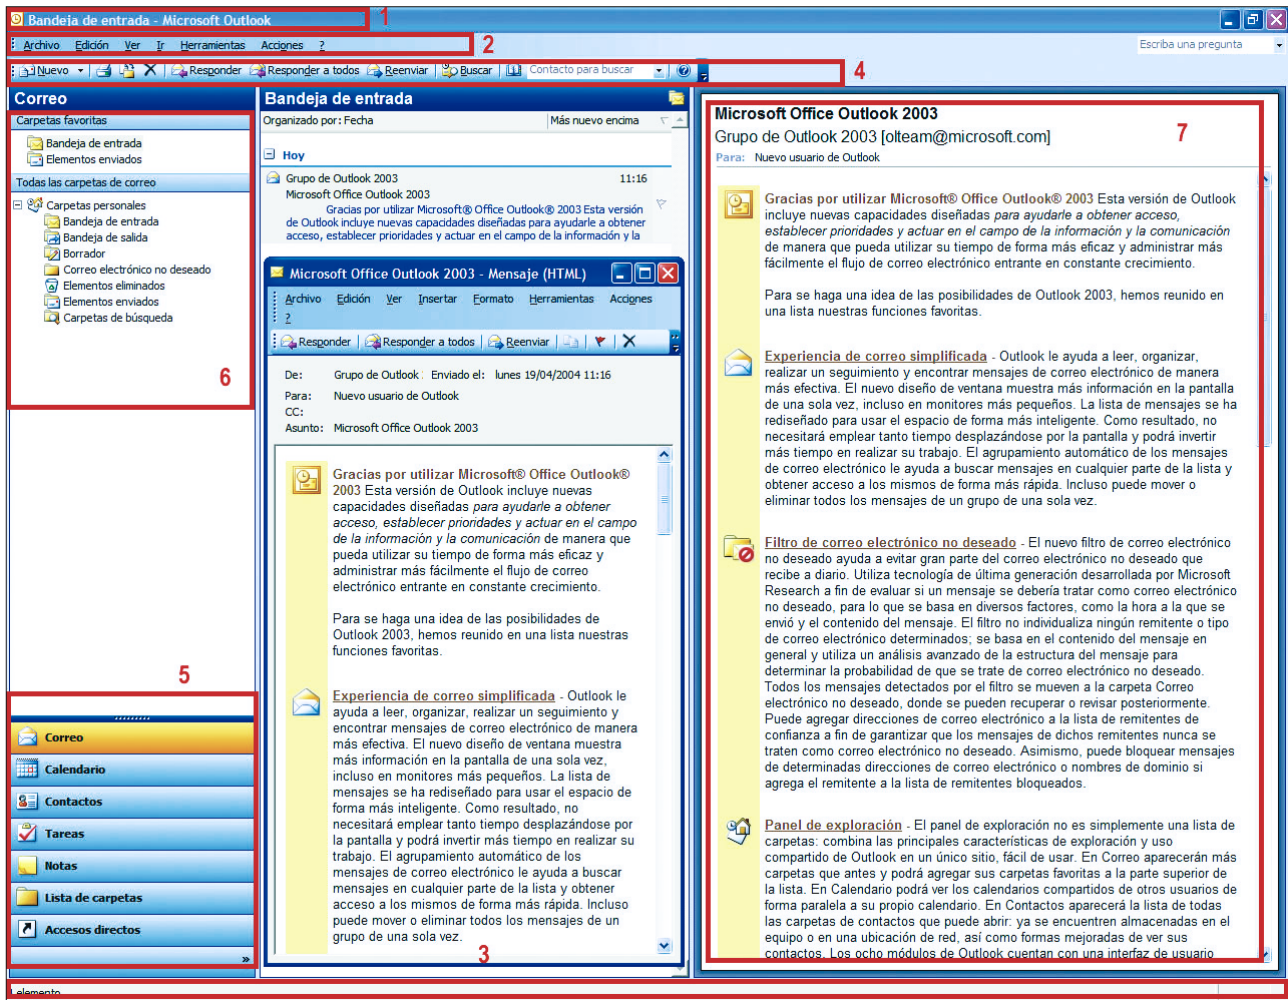 Bandeja de entrada - Microsoft Outlook
1
Archivo Edición Ver Ir Herramientas Acciones ?
2
Escriba una pregunta
Nuevo Responder Responder a todos Reenviar Buscar Contacto para buscar
4
Correo
Carpetas favoritas
Bandeja de entrada
Elementos enviados
Todas las carpetas de correo
Carpetas personales
Bandeja de entrada
Bandeja de salida
Borrador
Correo electrónico no deseado
Elementos eliminados
Elementos enviados
Carpetas de búsqueda
6
5
Correo
Calendario
Contactos
Tareas
Notas
Lista de carpetas
Accesos directos
»
Bandeja de entrada
Organizado por: Fecha Más nuevo encima
Hoy
Grupo de Outlook 2003 11:16
Microsoft Office Outlook 2003
Gracias por utilizar Microsoft® Office Outlook® 2003 Esta versión
de Outlook incluye nuevas capacidades diseñadas para ayudarle a obtener
acceso, establecer prioridades y actuar en el campo de la información y la
Microsoft Office Outlook 2003 - Mensaje (HTML)
Archivo Edición Ver Insertar Formato Herramientas Acciones
?
Responder Responder a todos Reenviar
De: Grupo de Outlook Enviado el: lunes 19/04/2004 11:16
Para: Nuevo usuario de Outlook
CC:
Asunto: Microsoft Office Outlook 2003
Gracias por utilizar Microsoft® Office Outlook®
2003 Esta versión de Outlook incluye nuevas
capacidades diseñadas para ayudarle a obtener
acceso, establecer prioridades y actuar en el campo
de la información y la comunicación de manera que
pueda utilizar su tiempo de forma más eficaz y
administrar más fácilmente el flujo de correo
electrónico entrante en constante crecimiento.
Para se haga una idea de las posibilidades de
Outlook 2003, hemos reunido en una lista nuestras
funciones favoritas.
Experiencia de correo simplificada - Outlook le
ayuda a leer, organizar, realizar un seguimiento y
encontrar mensajes de correo electrónico de manera
más efectiva. El nuevo diseño de ventana muestra
más información en la pantalla de una sola vez,
incluso en monitores más pequeños. La lista de
mensajes se ha rediseñado para usar el espacio de
forma más inteligente. Como resultado, no
necesitará emplear tanto tiempo desplazándose por
la pantalla y podrá invertir más tiempo en realizar su
trabajo. El agrupamiento automático de los
mensajes de correo electrónico le ayuda a buscar
mensajes en cualquier parte de la lista y obtener
acceso a los mismos de forma más rápida. Incluso
puede mover o eliminar todos los mensajes de un
grupo de una sola vez.
3
Microsoft Office Outlook 2003
Grupo de Outlook 2003 [olteam@microsoft.com]
7
Para: Nuevo usuario de Outlook
Gracias por utilizar Microsoft® Office Outlook® 2003 Esta versión de Outlook
incluye nuevas capacidades diseñadas para ayudarle a obtener acceso,
establecer prioridades y actuar en el campo de la información y la comunicación
de manera que pueda utilizar su tiempo de forma más eficaz y administrar más
fácilmente el flujo de correo electrónico entrante en constante crecimiento.
Para se haga una idea de las posibilidades de Outlook 2003, hemos reunido en
una lista nuestras funciones favoritas.
Experiencia de correo simplificada - Outlook le ayuda a leer, organizar,
realizar un seguimiento y encontrar mensajes de correo electrónico de manera
más efectiva. El nuevo diseño de ventana muestra más información en la pantalla
de una sola vez, incluso en monitores más pequeños. La lista de mensajes se ha
rediseñado para usar el espacio de forma más inteligente. Como resultado, no
necesitará emplear tanto tiempo desplazándose por la pantalla y podrá invertir
más tiempo en realizar su trabajo. El agrupamiento automático de los mensajes
de correo electrónico le ayuda a buscar mensajes en cualquier parte de la lista y
obtener acceso a los mismos de forma más rápida. Incluso puede mover o
eliminar todos los mensajes de un grupo de una sola vez.
Filtro de correo electrónico no deseado - El nuevo filtro de correo electrónico
no deseado ayuda a evitar gran parte del correo electrónico no deseado que
recibe a diario. Utiliza tecnología de última generación desarrollada por Microsoft
Research a fin de evaluar si un mensaje se debería tratar como correo electrónico
no deseado, para lo que se basa en diversos factores, como la hora a la que se
envió y el contenido del mensaje. El filtro no individualiza ningún remitente o tipo
de correo electrónico determinados; se basa en el contenido del mensaje en
general y utiliza un análisis avanzado de la estructura del mensaje para
determinar la probabilidad de que se trate de correo electrónico no deseado.
Todos los mensajes detectados por el filtro se mueven a la carpeta Correo
electrónico no deseado, donde se pueden recuperar o revisar posteriormente.
Puede agregar direcciones de correo electrónico a la lista de remitentes de
confianza a fin de garantizar que los mensajes de dichos remitentes nunca se
traten como correo electrónico no deseado. Asimismo, puede bloquear mensajes
de determinadas direcciones de correo electrónico o nombres de dominio si
agrega el remitente a la lista de remitentes bloqueados.
Panel de exploración - El panel de exploración no es simplemente una lista de
carpetas: combina las principales características de exploración y uso
compartido de Outlook en un único sitio, fácil de usar. En Correo aparecerán más
carpetas que antes y podrá agregar sus carpetas favoritas a la parte superior de
la lista. En Calendario podrá ver los calendarios compartidos de otros usuarios de
forma paralela a su propio calendario. En Contactos aparecerá la lista de todas
las carpetas de contactos que puede abrir: ya se encuentren almacenadas en el
equipo o en una ubicación de red, así como formas mejoradas de ver sus
contactos. Los ocho módulos de Outlook cuentan con una interfaz de usuario
elemento